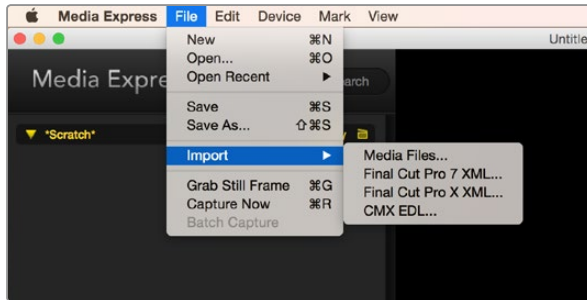 Media Express File Edit Device Mark View
Untitle
Media Expre
arch
*Scratch*
New ⌘N
Open... ⌘O
Open Recent ▶
Save ⌘S
Save As... ⇧⌘S
Import ▶
Grab Still Frame ⌘G
Capture Now ⌘R
Batch Capture
Media Files...
Final Cut Pro 7 XML...
Final Cut Pro X XML...
CMX EDL...